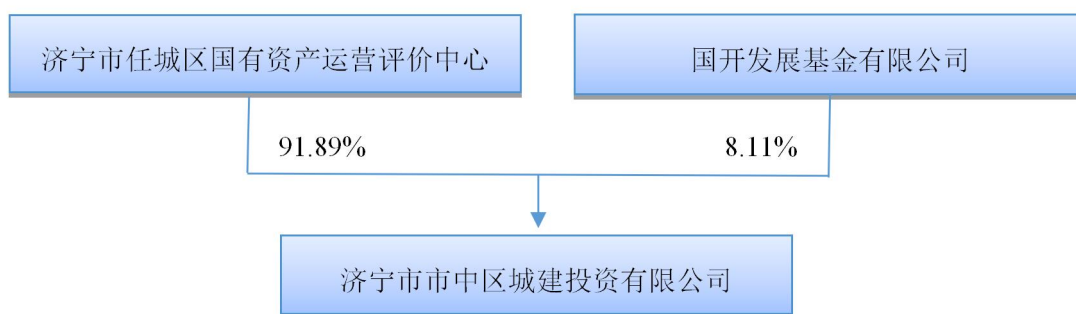 济宁市任城区国有资产运营评价中心
国开发展基金有限公司
91.89%
8.11%
济宁市市中区城建投资有限公司